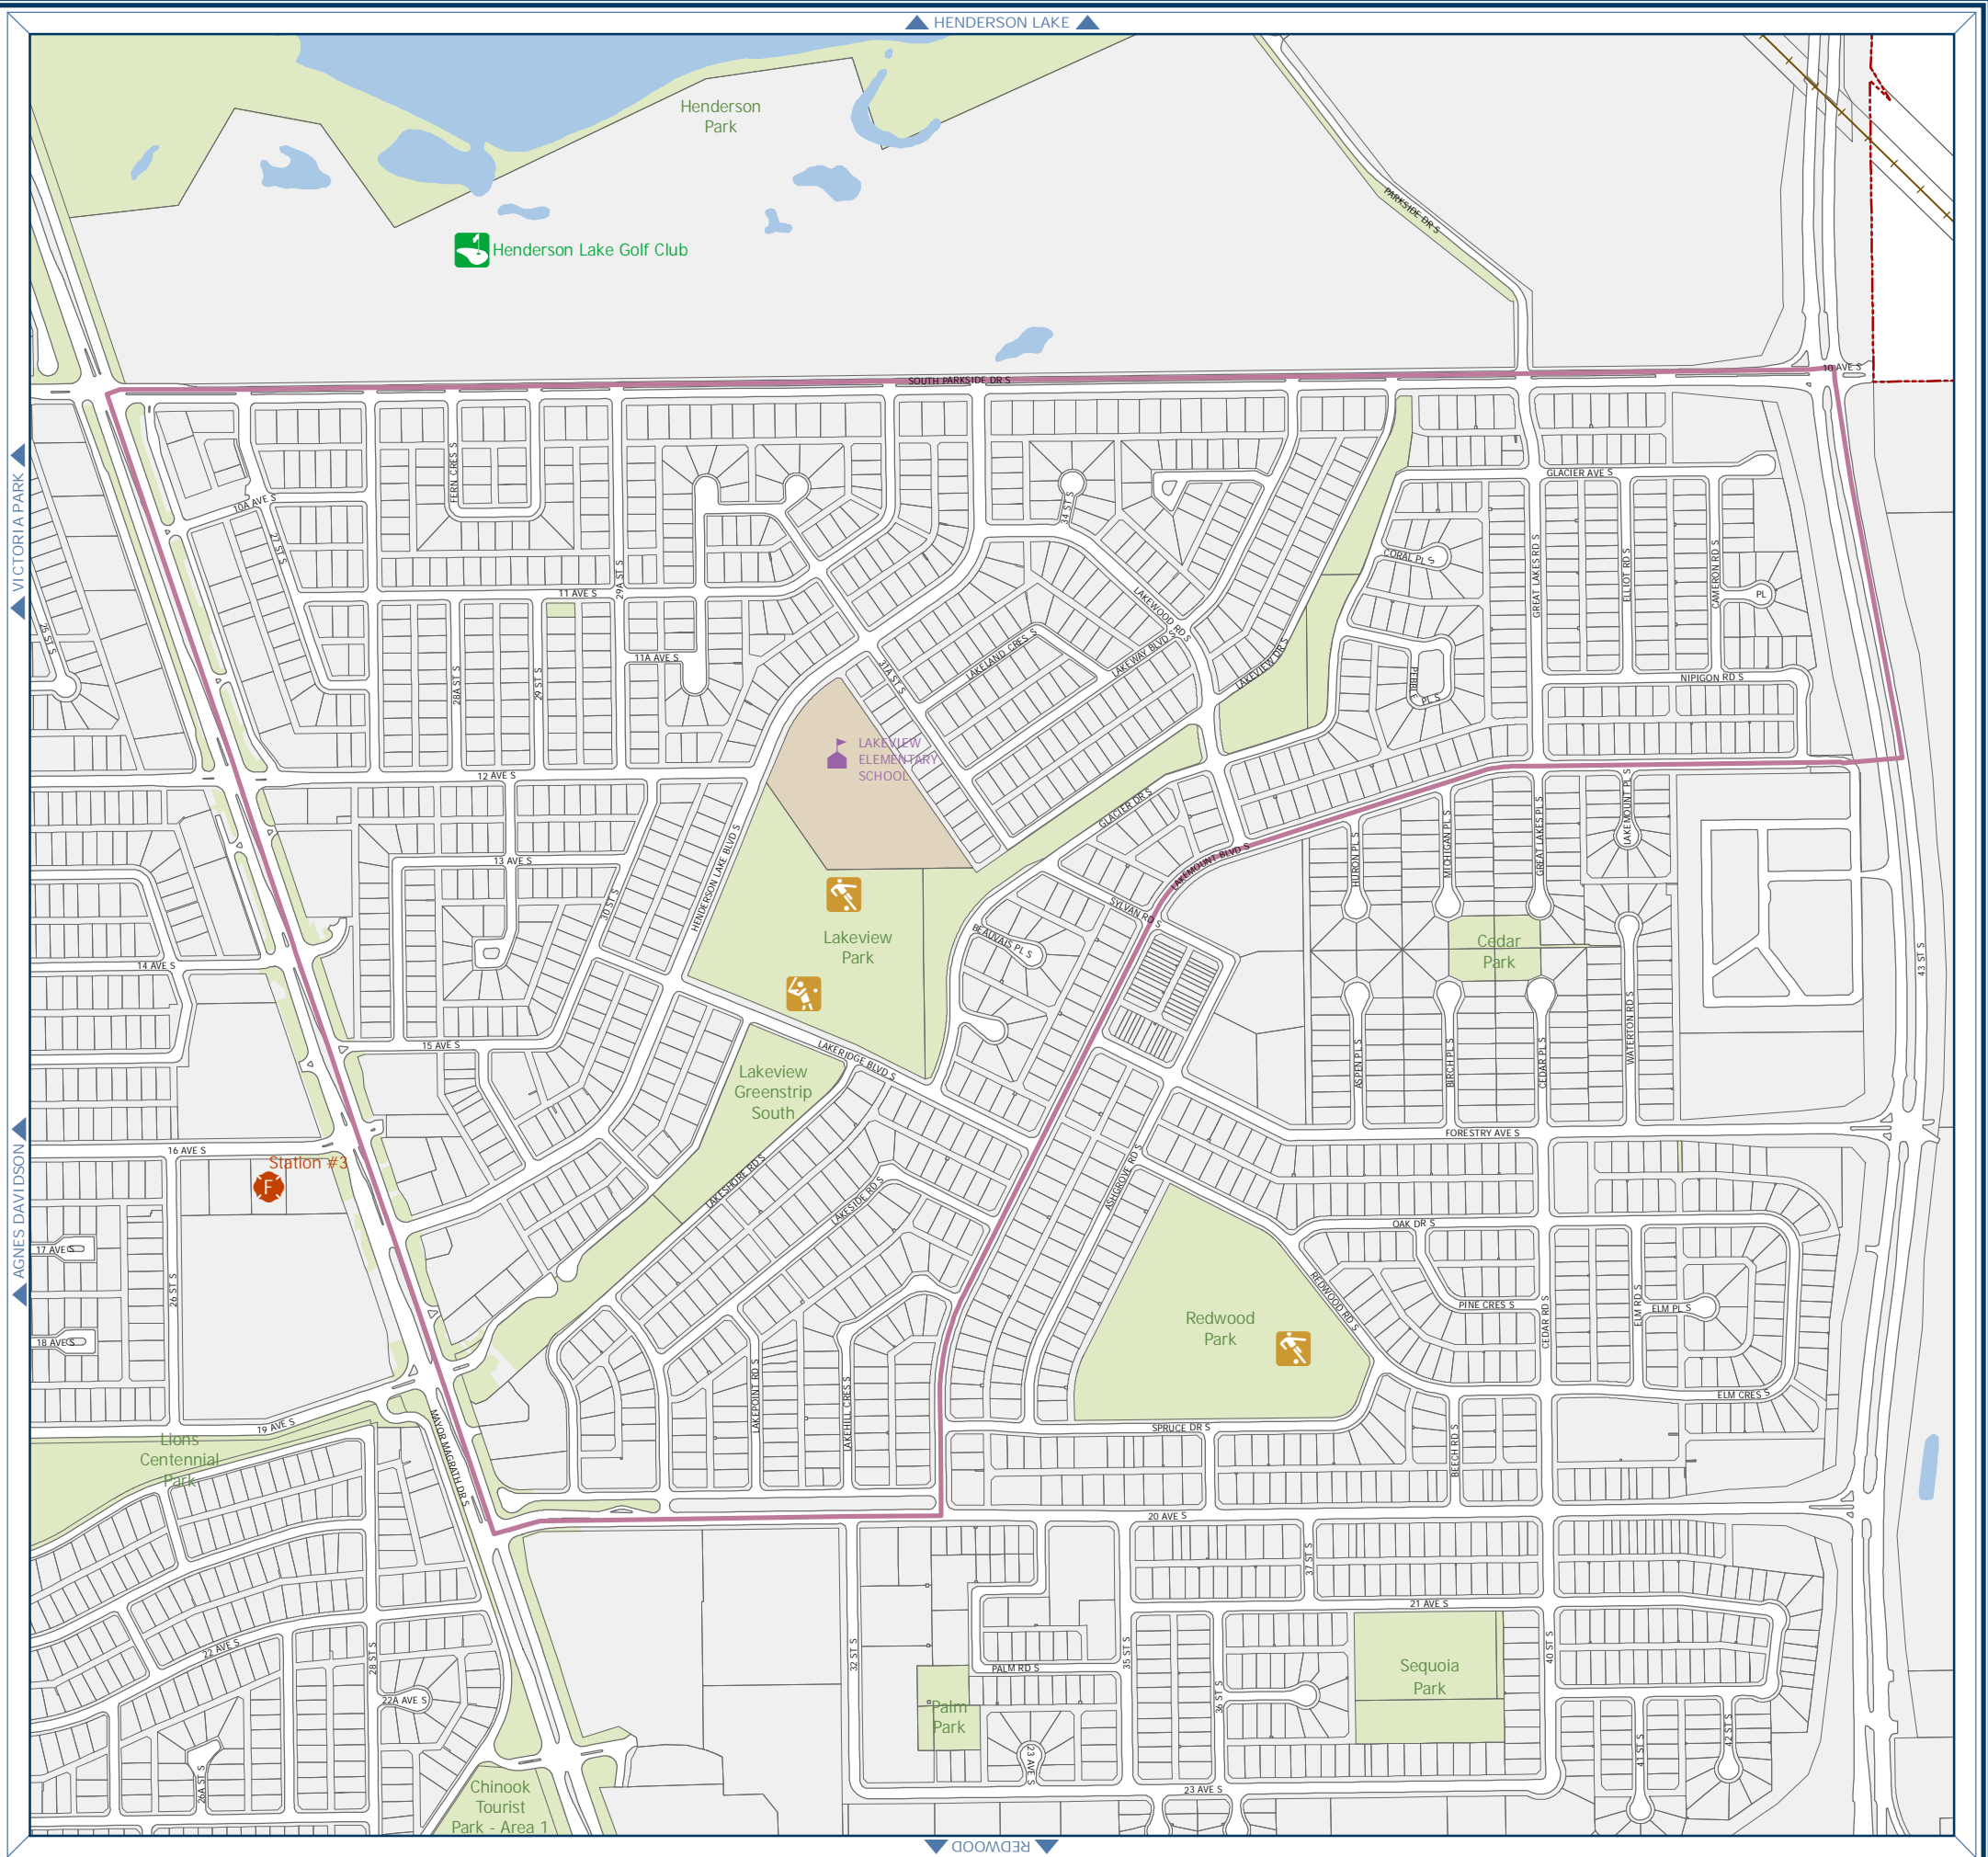 HENDERSON LAKE
Henderson
Park
PARKSIDE DR S
Henderson Lake Golf Club
SOUTH PARKSIDE DR S
10 AVE S
VICTORIA PARK
FERN CRES S
GLACIER AVE S
10A AVE S
34 ST S
27 ST S
CORAL PL S
GREAT LAKES RD S
ELLIOT RD S
CAMERON RD S
PL
29A ST S
11 AVE S
LAKEWOOD RD S
25 ST S
LAKELAND CRES S
LAKEWAY BLVD S
11A AVE S
31A ST S
LAKEVIEW DR S
28A ST S
29 ST S
PEBBLE
PL S
NIPIGON RD S
LAKEVIEW
ELEMENTARY
SCHOOL
12 AVE S
GLACIER DR S
LAKEMOUNT PL S
HENDERSON LAKE BLVD S
13 AVE S
LAKEMOUNT BLVD S
HURON PL S
MICHIGAN PL S
GREAT LAKES PL S
30 ST S
SYLVAN RD S
Lakeview
Park
BEAUVAIS PL S
Cedar
Park
43 ST S
14 AVE S
15 AVE S
LAKERIDGE BLVD S
WATERTON RD S
ASPEN PL S
BIRCH PL S
CEDAR PL S
Lakeview
Greenstrip
South
FORESTRY AVE S
16 AVE S
Station #3
F
AGNES DAVIDSON
LAKESHORE RD S
LAKESIDE RD S
ASHGROVE RD S
OAK DR S
17 AVE S
26 ST S
REDWOOD RD S
PINE CRES S
CEDAR RD S
ELM RD S
ELM PL S
Redwood
Park
18 AVE S
LAKEPOINT RD S
LAKEHILL CRES S
ELM CRES S
19 AVE S
MAYOR MAGRATH DR S
SPRUCE DR S
BEECH RD S
Lions
Centennial
Park
20 AVE S
37 ST S
21 AVE S
22 AVE S
28 ST S
32 ST S
35 ST S
40 ST S
PALM RD S
Sequoia
Park
22A AVE S
36 ST S
Palm
Park
41 ST S
42 ST S
23 AVE S
26A ST S
23 AVE S
Chinook
Tourist
Park - Area 1
REDWOOD